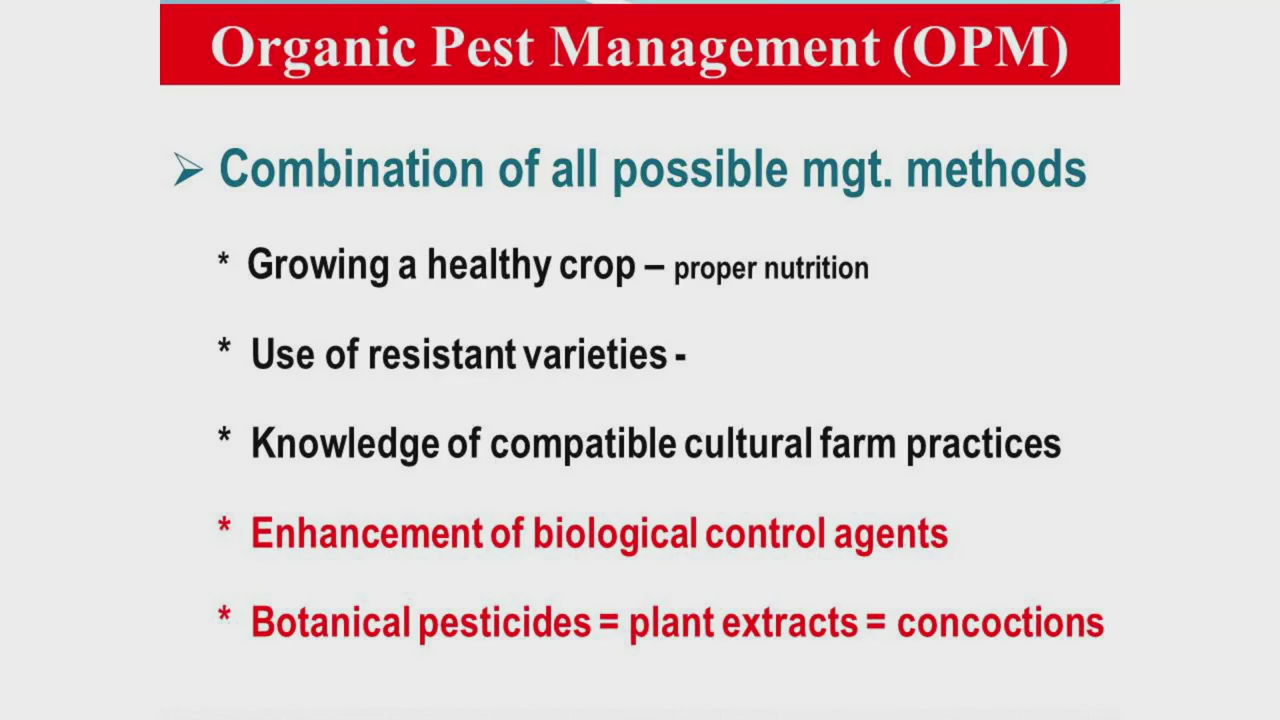 Organic Pest Management (OPM)
➢ Combination of all possible mgt. methods
* Growing a healthy crop – proper nutrition
* Use of resistant varieties -
* Knowledge of compatible cultural farm practices
* Enhancement of biological control agents
* Botanical pesticides = plant extracts = concoctions